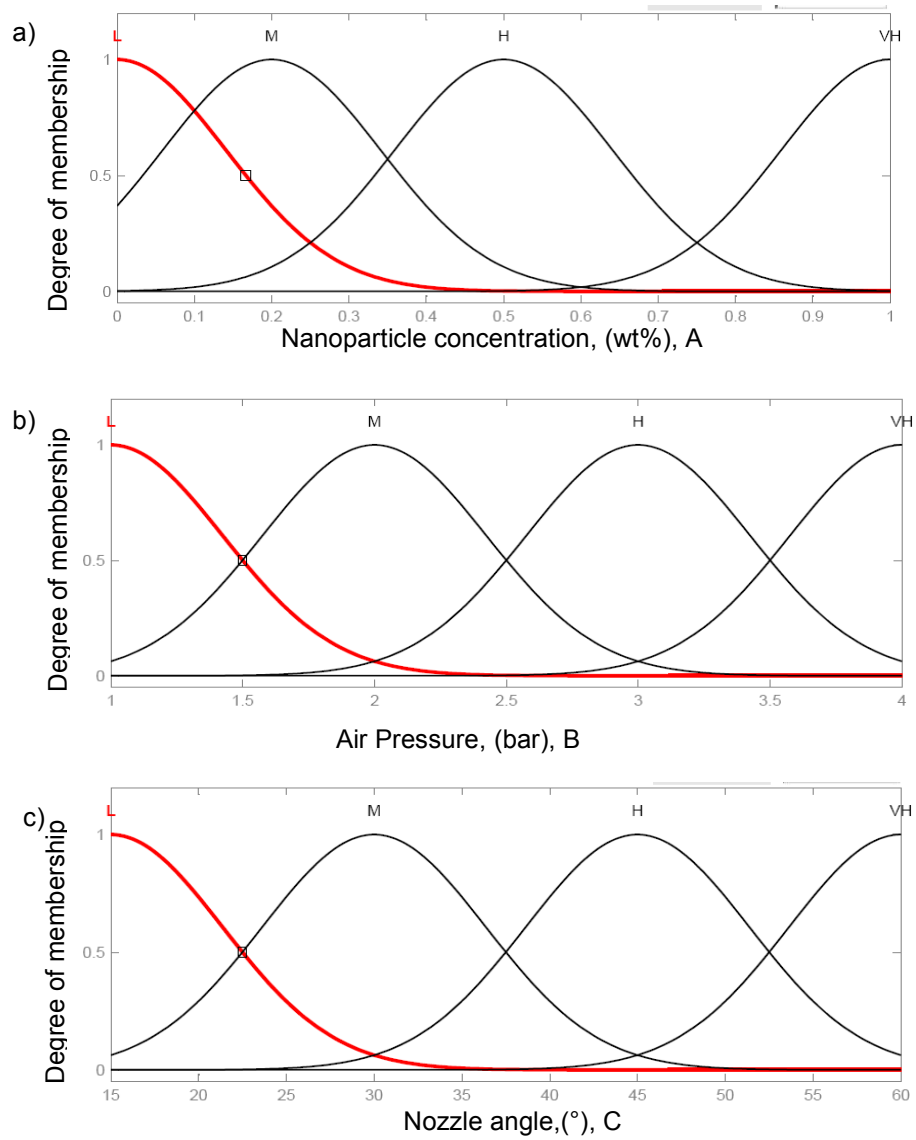 a)
L M H VH
Degree of membership
1
0.5
0
0 0.1 0.2 0.3 0.4 0.5 0.6 0.7 0.8 0.9 1
Nanoparticle concentration, (wt%), A
b)
L M H VH
Degree of membership
1
0.5
0
1 1.5 2 2.5 3 3.5 4
Air Pressure, (bar), B
c)
L M H VH
Degree of membership
1
0.5
0
15 20 25 30 35 40 45 50 55 60
Nozzle angle,(°), C